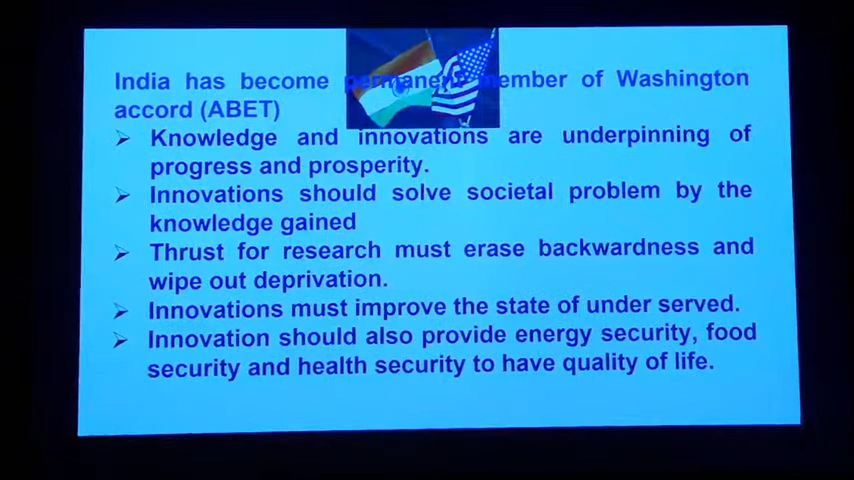 India has become permanent member of Washington
accord (ABET)
➢ Knowledge and innovations are underpinning of
progress and prosperity.
➢ Innovations should solve societal problem by the
knowledge gained
➢ Thrust for research must erase backwardness and
wipe out deprivation.
➢ Innovations must improve the state of under served.
➢ Innovation should also provide energy security, food
security and health security to have quality of life.